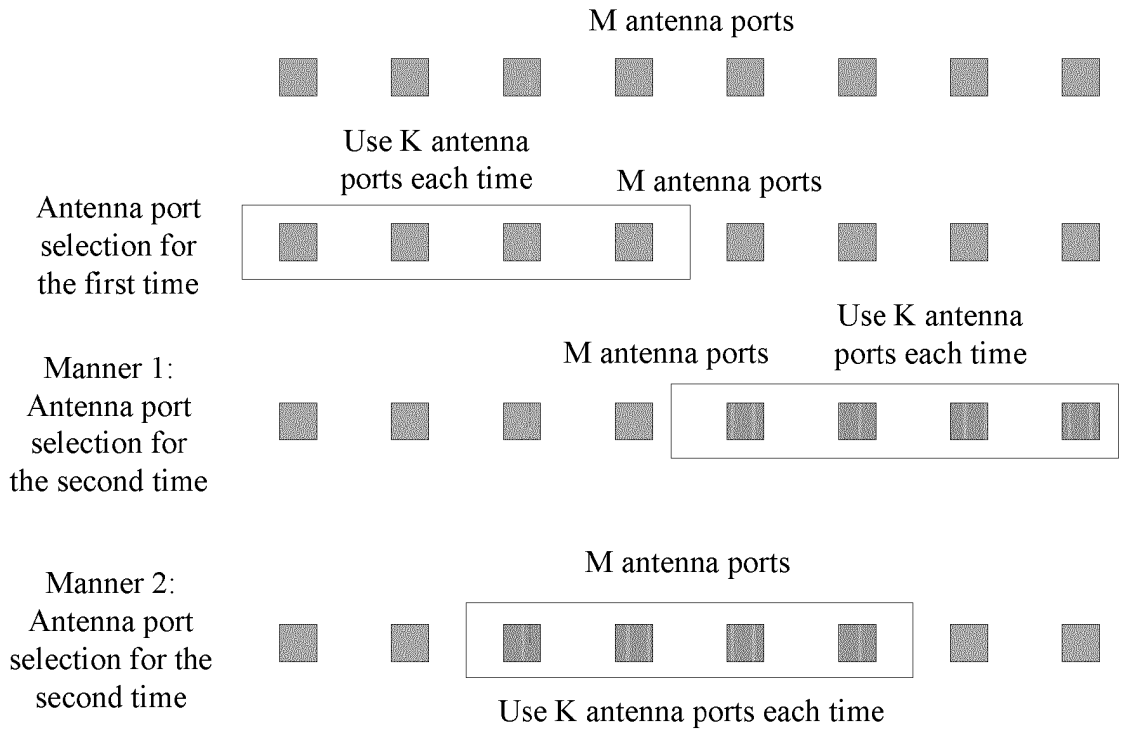 M antenna ports
Use K antenna
ports each time
M antenna ports
Antenna port
selection for
the first time
Use K antenna
ports each time
M antenna ports
Manner 1:
Antenna port
selection for
the second time
M antenna ports
Manner 2:
Antenna port
selection for the
second time
Use K antenna ports each time